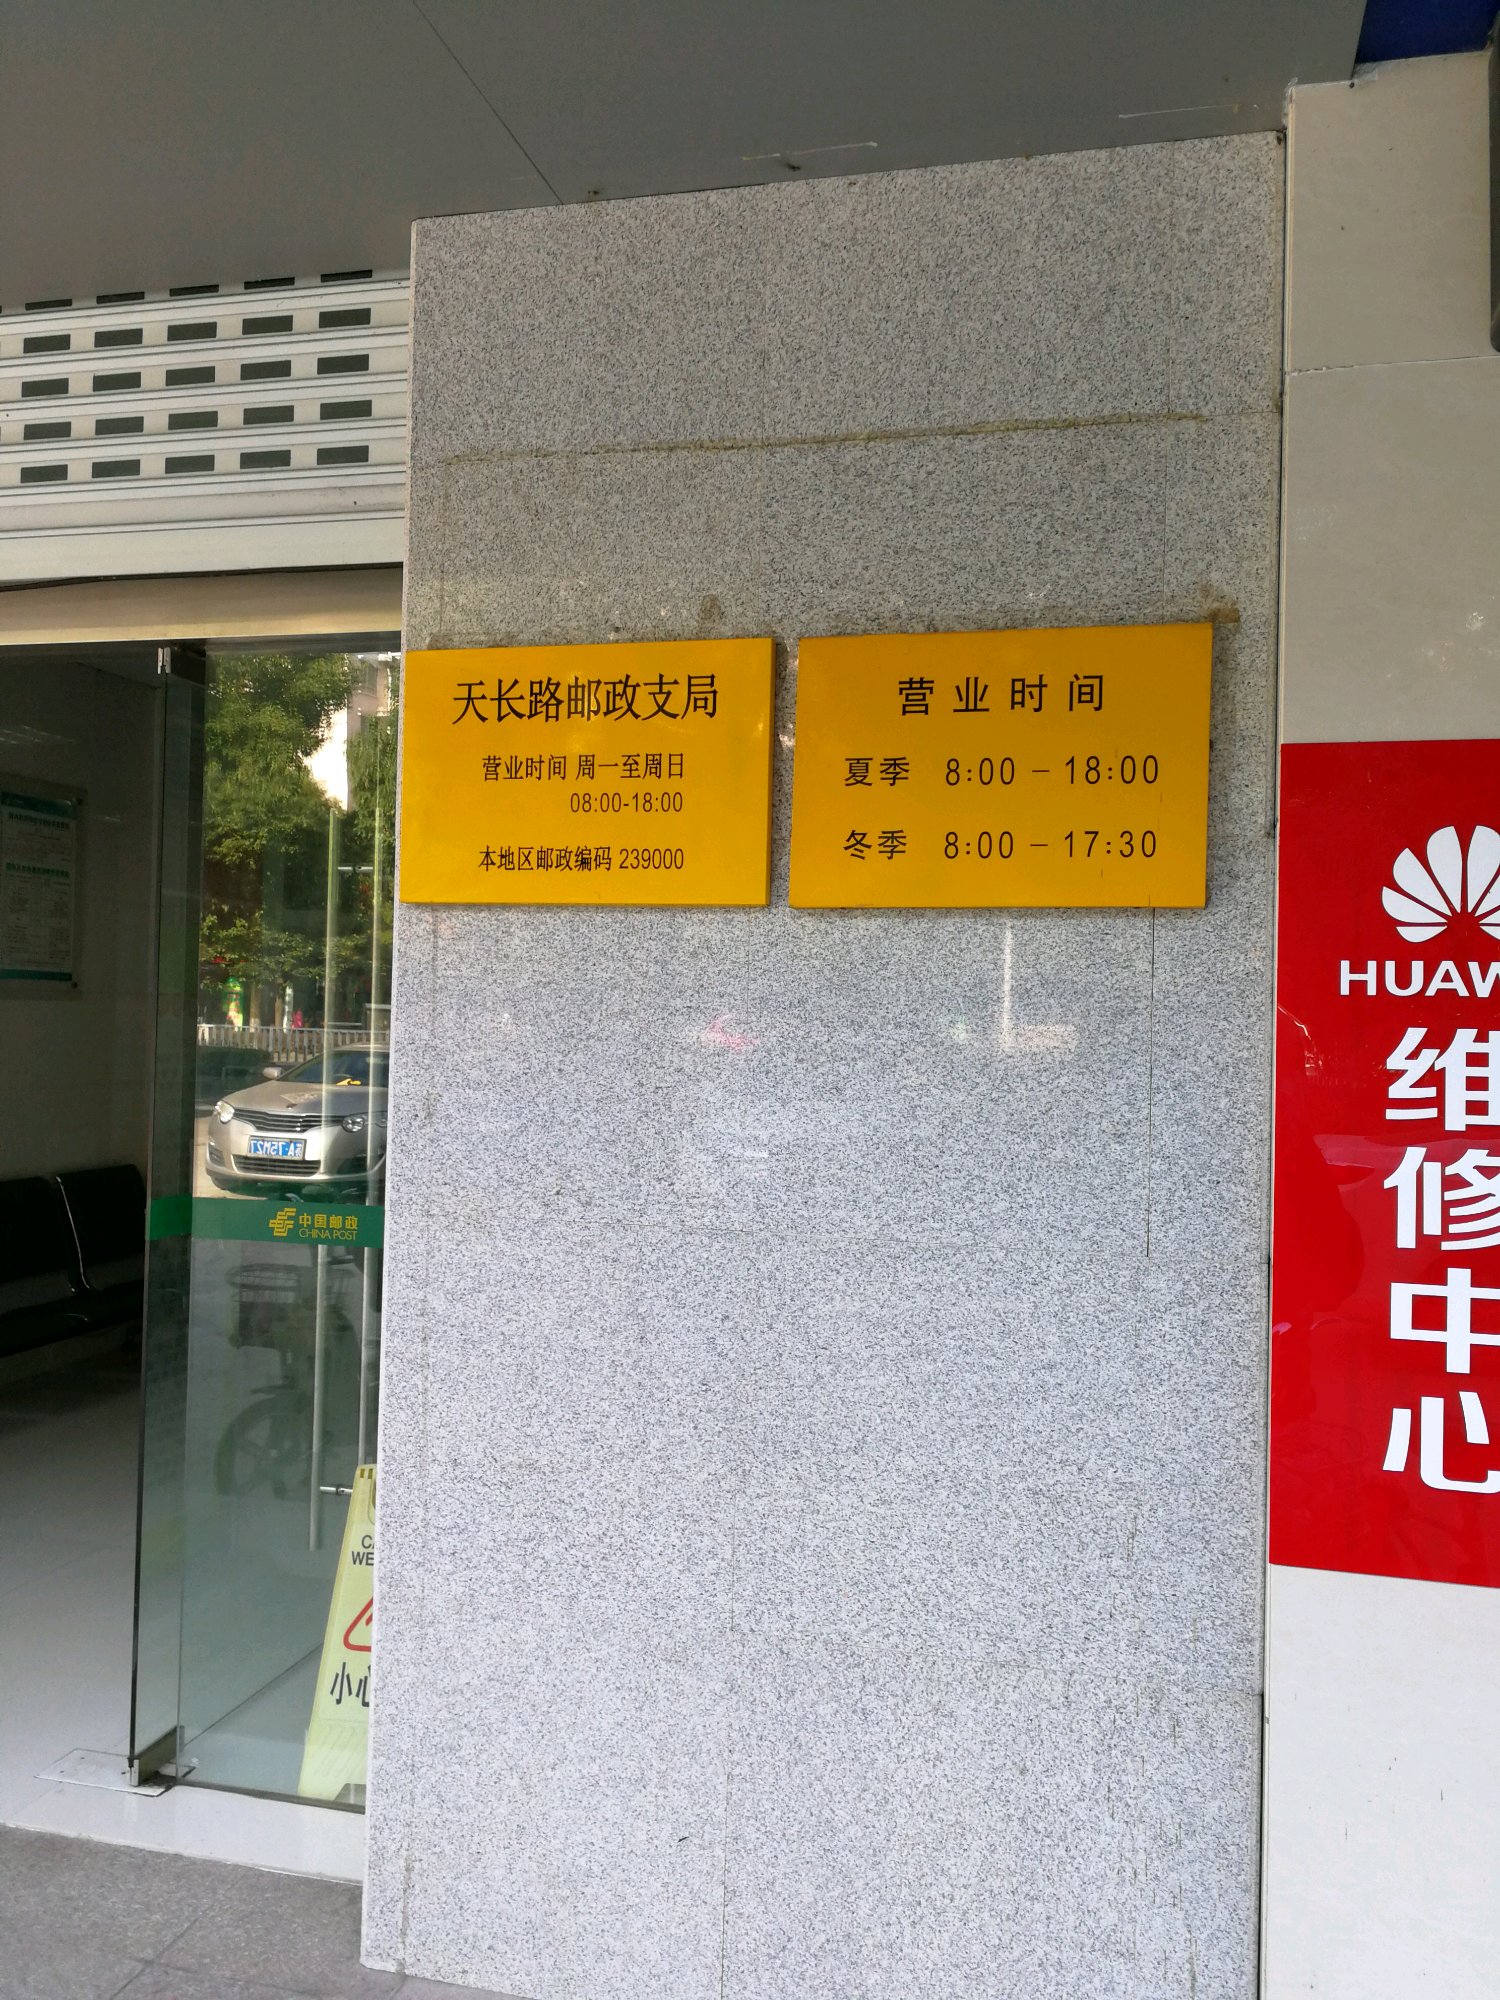 天长路邮政支局
营业时间 周一至周日
08:00-18:00
本地区邮政编码 239000
营业时间
夏季 8:00 - 18:00
冬季 8:00 - 17:30
HUAW
维修中心
中国邮政
CHINA POST
小心